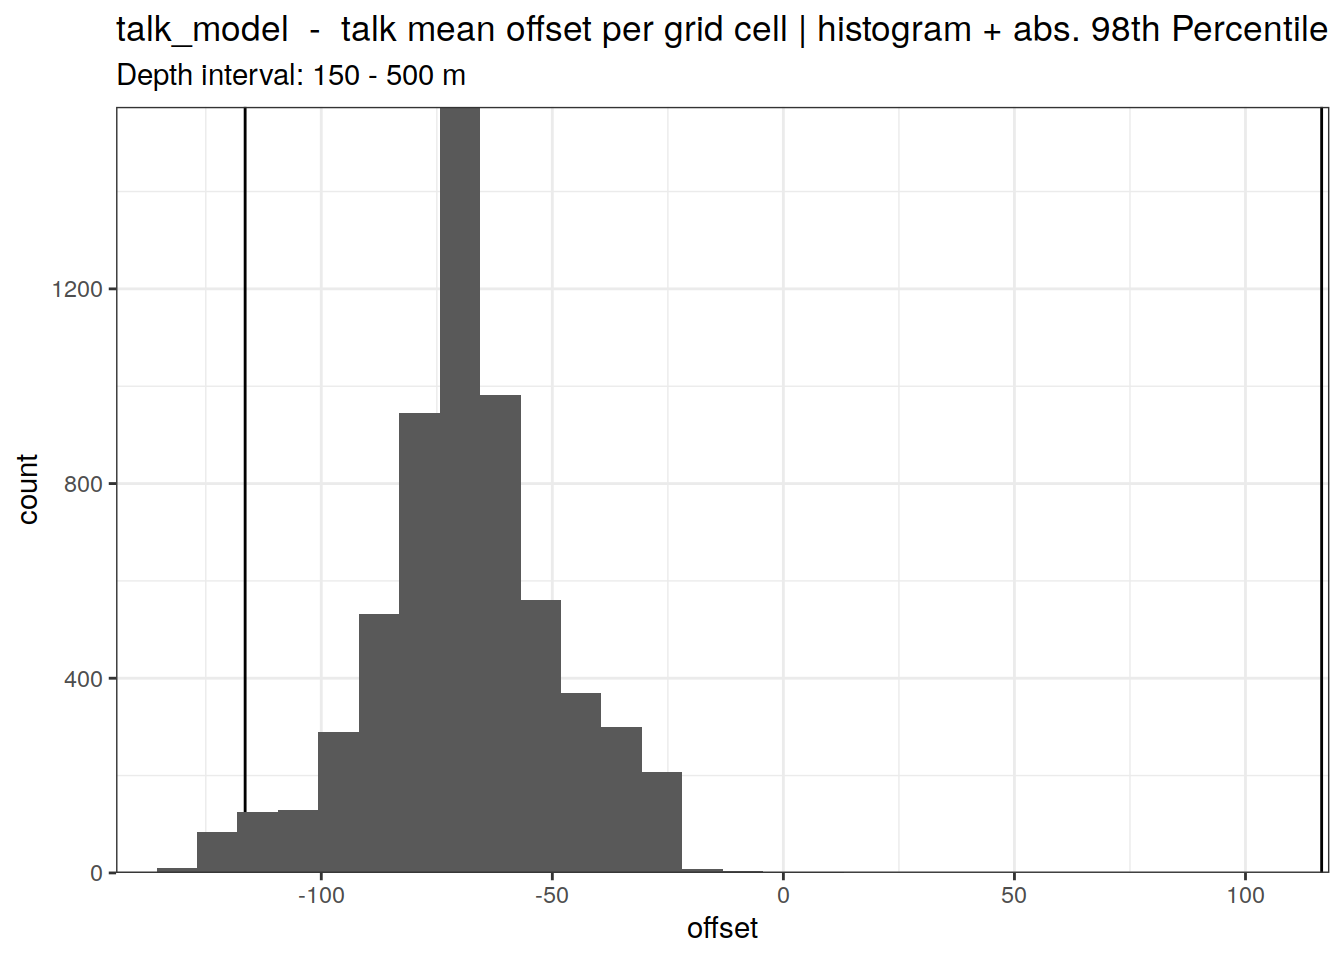 talk_model  -  talk mean offset per grid cell | histogram + abs. 98th Percentile
Depth interval: 150 - 500 m
1200
800
400
0
count
-100
-50
0
50
100
offset